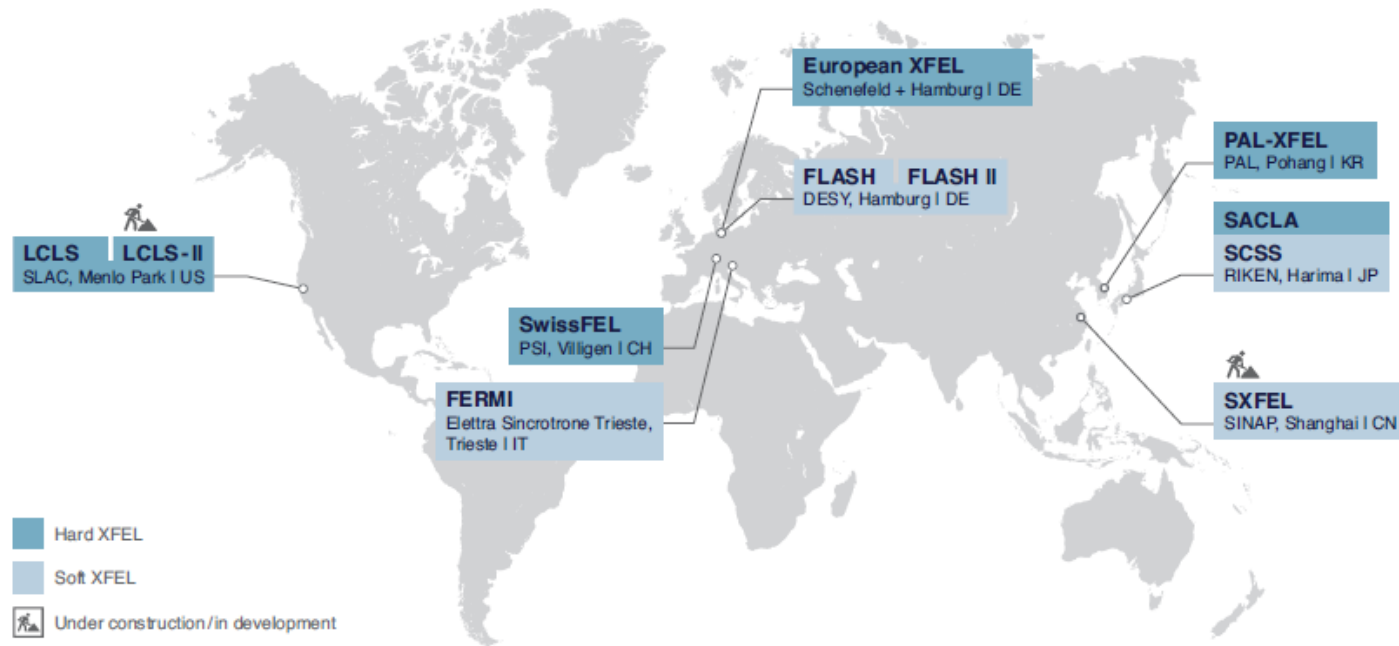 European XFEL
Schenefeld + Hamburg | DE
FLASH FLASH II
DESY, Hamburg | DE
PAL-XFEL
PAL, Pohang | KR
SACLA
SCSS
RIKEN, Harima | JP
LCLS LCLS-II
SLAC, Menlo Park | US
SwissFEL
PSI, Villigen | CH
FERMI
Elettra Sincrotrone Trieste,
Trieste | IT
SXFEL
SINAP, Shanghai | CN
Hard XFEL
Soft XFEL
Under construction/in development